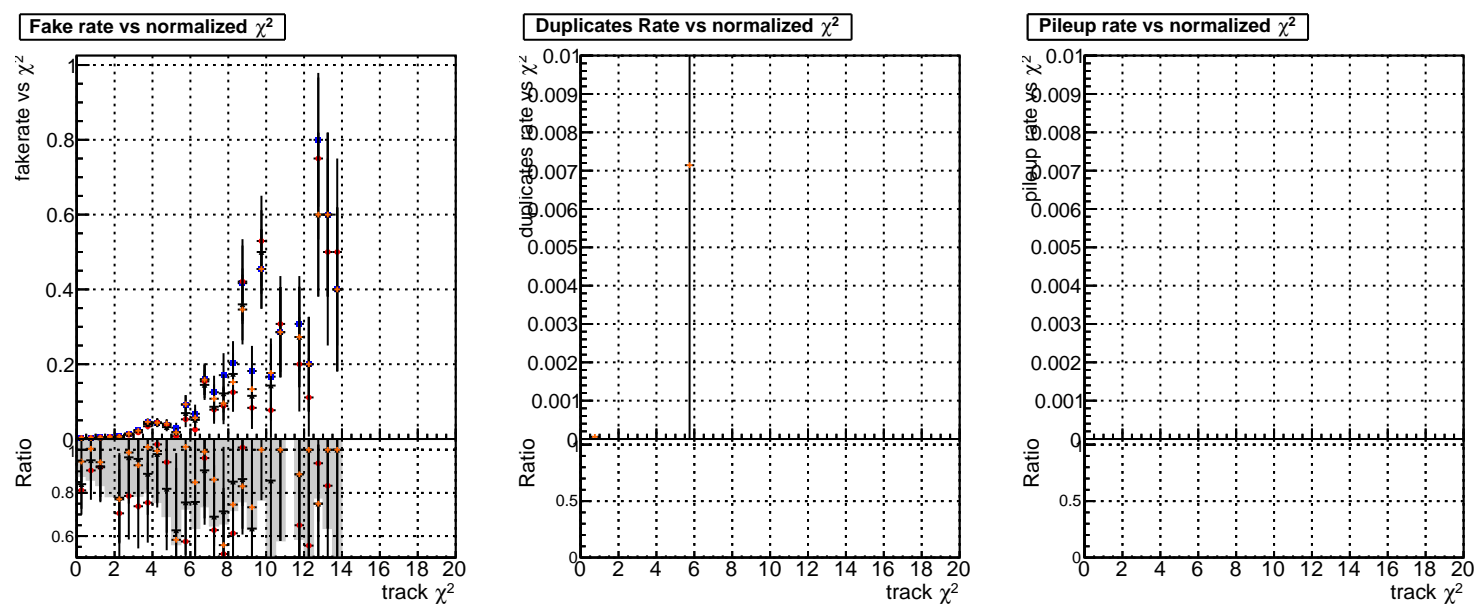 Fake rate vs normalized χ²
fakerate vs χ²
1
0.8
0.6
0.4
0.2
0
Ratio
1
0.8
0.6
0 2 4 6 8 10 12 14 16 18 20
track χ²
Duplicates Rate vs normalized χ²
duplicates rate vs χ²
0.01
0.009
0.008
0.007
0.006
0.005
0.004
0.003
0.002
0.001
0
Ratio
1
0.5
0
0 2 4 6 8 10 12 14 16 18 20
track χ²
Pileup rate vs normalized χ²
pileup rate vs χ²
0.01
0.009
0.008
0.007
0.006
0.005
0.004
0.003
0.002
0.001
0
Ratio
1
0.5
0
0 2 4 6 8 10 12 14 16 18 20
track χ²